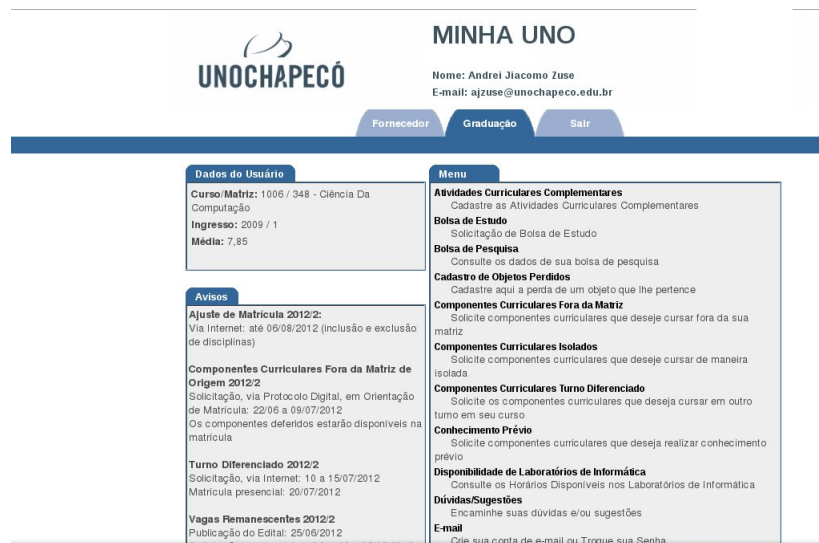 UNOCHAPECÓ
MINHA UNO
Nome: Andrei Jiacomo Zuse
E-mail: ajzuse@unochapeco.edu.br
Fornecedor
Graduação
Sair
Dados do Usuário
Curso/Matriz: 1006 / 348 - Ciência Da
Computação
Ingresso: 2009 / 1
Média: 7,85
Avisos
Ajuste de Matrícula 2012/2:
Via Internet: até 06/08/2012 (inclusão e exclusão
de disciplinas)
Componentes Curriculares Fora da Matriz de
Origem 2012/2
Solicitação, via Protocolo Digital, em Orientação
de Matrícula: 22/06 a 09/07/2012
Os componentes deferidos estarão disponíveis na
matrícula
Turno Diferenciado 2012/2
Solicitação, via Internet: 10 a 15/07/2012
Matrícula presencial: 20/07/2012
Vagas Remanescentes 2012/2
Publicação do Edital: 25/06/2012
Menu
Atividades Curriculares Complementares
Cadastre as Atividades Curriculares Complementares
Bolsa de Estudo
Solicitação de Bolsa de Estudo
Bolsa de Pesquisa
Consulte os dados de sua bolsa de pesquisa
Cadastro de Objetos Perdidos
Cadastre aqui a perda de um objeto que lhe pertence
Componentes Curriculares Fora da Matriz
Solicite componentes curriculares que deseje cursar fora da sua
matriz
Componentes Curriculares Isolados
Solicite componentes curriculares que deseje cursar de maneira
isolada
Componentes Curriculares Turno Diferenciado
Solicite os componentes curriculares que deseja cursar em outro
turno em seu curso
Conhecimento Prévio
Solicite componentes curriculares que deseja realizar conhecimento
prévio
Disponibilidade de Laboratórios de Informática
Consulte os Horários Disponíveis nos Laboratórios de Informática
Dúvidas/Sugestões
Encaminhe suas dúvidas e/ou sugestões
E-mail
Crie sua conta de e-mail ou Troque sua Senha